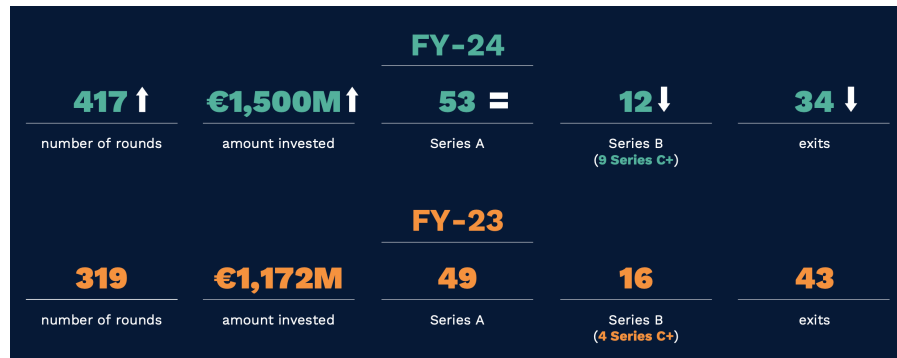 FY-24
417 ⬆ €1,500M ⬆ 53 = 12 ⬇ 34 ⬇
number of rounds amount invested Series A Series B exits
(9 Series C+)
FY-23
319 €1,172M 49 16 43
number of rounds amount invested Series A Series B exits
(4 Series C+)